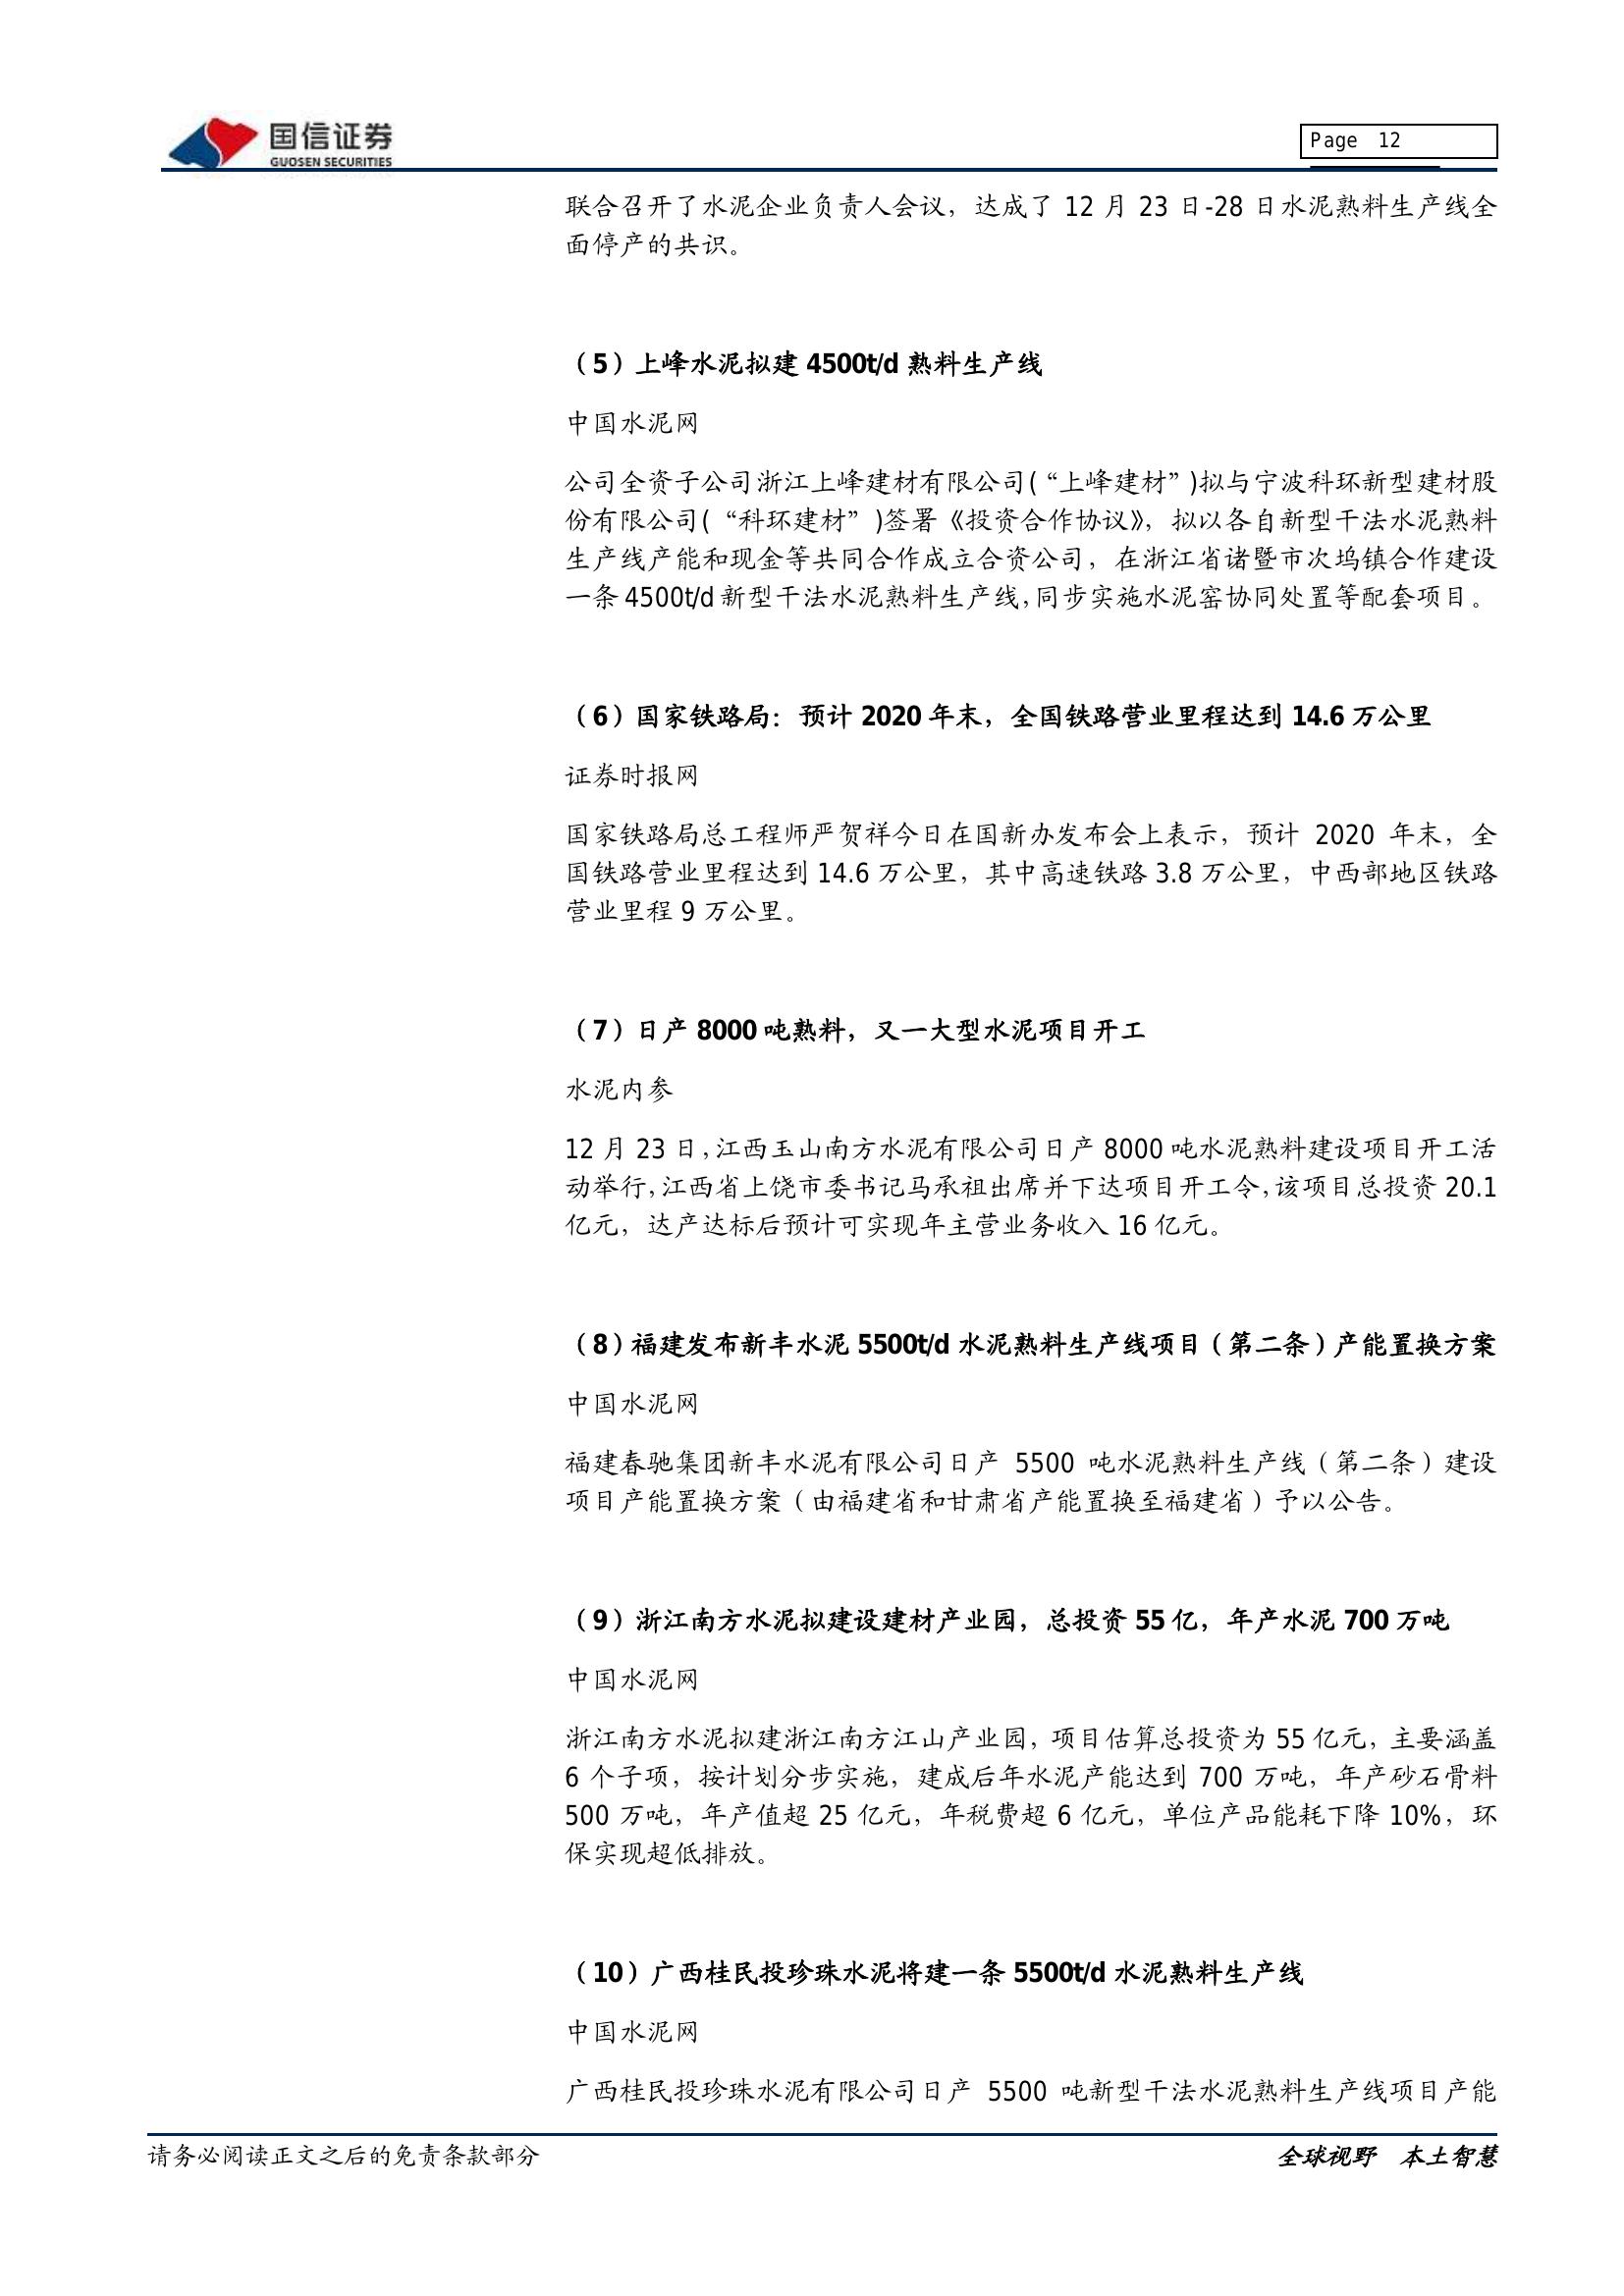 国信证券
GUOSEN SECURITIES
Page 12
联合召开了水泥企业负责人会议，达成了 12 月 23 日-28 日水泥熟料生产线全
面停产的共识。
（5）上峰水泥拟建 4500t/d 熟料生产线
中国水泥网
公司全资子公司浙江上峰建材有限公司(“上峰建材”)拟与宁波科环新型建材股
份有限公司(“科环建材”)签署《投资合作协议》，拟以各自新型干法水泥熟料
生产线产能和现金等共同合作成立合资公司，在浙江省诸暨市次坞镇合作建设
一条 4500t/d 新型干法水泥熟料生产线，同步实施水泥窑协同处置等配套项目。
（6）国家铁路局：预计 2020 年末，全国铁路营业里程达到 14.6 万公里
证券时报网
国家铁路局总工程师严贺祥今日在国新办发布会上表示，预计 2020 年末，全
国铁路营业里程达到 14.6 万公里，其中高速铁路 3.8 万公里，中西部地区铁路
营业里程 9 万公里。
（7）日产 8000 吨熟料，又一大型水泥项目开工
水泥内参
12 月 23 日，江西玉山南方水泥有限公司日产 8000 吨水泥熟料建设项目开工活
动举行，江西省上饶市委书记马承祖出席并下达项目开工令，该项目总投资 20.1
亿元，达产达标后预计可实现年主营业务收入 16 亿元。
（8）福建发布新丰水泥 5500t/d 水泥熟料生产线项目（第二条）产能置换方案
中国水泥网
福建春驰集团新丰水泥有限公司日产 5500 吨水泥熟料生产线（第二条）建设
项目产能置换方案（由福建省和甘肃省产能置换至福建省）予以公告。
（9）浙江南方水泥拟建设建材产业园，总投资 55 亿，年产水泥 700 万吨
中国水泥网
浙江南方水泥拟建浙江南方江山产业园，项目估算总投资为 55 亿元，主要涵盖
6 个子项，按计划分步实施，建成后年水泥产能达到 700 万吨，年产砂石骨料
500 万吨，年产值超 25 亿元，年税费超 6 亿元，单位产品能耗下降 10%，环
保实现超低排放。
（10）广西桂民投珍珠水泥将建一条 5500t/d 水泥熟料生产线
中国水泥网
广西桂民投珍珠水泥有限公司日产 5500 吨新型干法水泥熟料生产线项目产能
请务必阅读正文之后的免责条款部分
全球视野 本土智慧